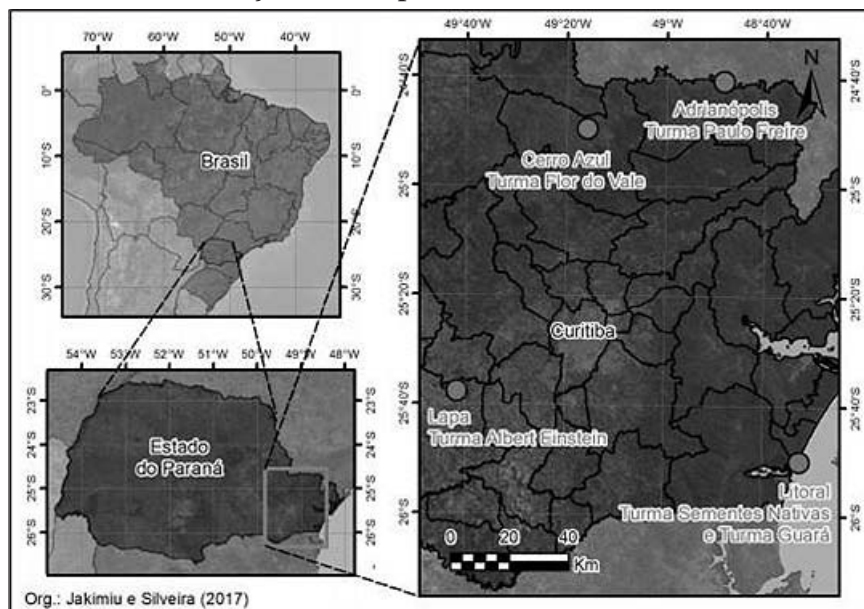 70°W 60°W 50°W 40°W
0°
10°S
20°S
30°S
0°
10°S
20°S
30°S
Brasil
54°W 53°W 52°W 51°W 50°W 49°W 48°W
23°S
24°S
25°S
26°S
23°S
24°S
25°S
26°S
Estado
do Paraná
Org.: Jakimiu e Silveira (2017)
49°40'W 49°20'W 48°40'W
N
24°40'S
25°S
25°20'S
25°40'S
26°S
24°40'S
25°S
25°20'S
25°40'S
26°S
Adrianópolis
Turma Paulo Freire
Cerro Azul
Turma Flor do Vale
Curitiba
Lapa
Turma Albert Einstein
Litoral
Turma Sementes Nativas
e Turma Guará
0 20 40
Km